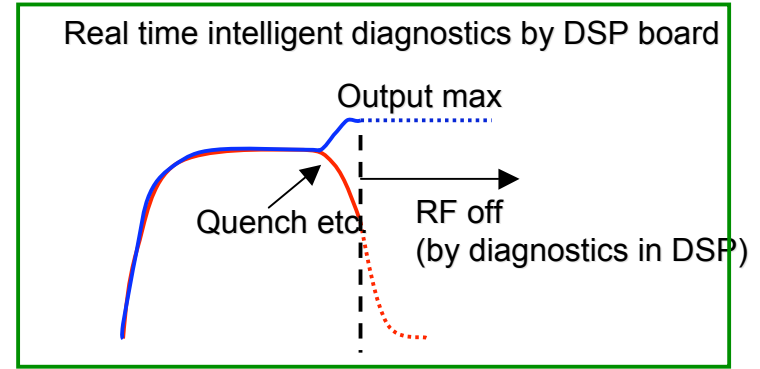 Real time intelligent diagnostics by DSP board
Output max
Quench etc.
RF off
(by diagnostics in DSP)